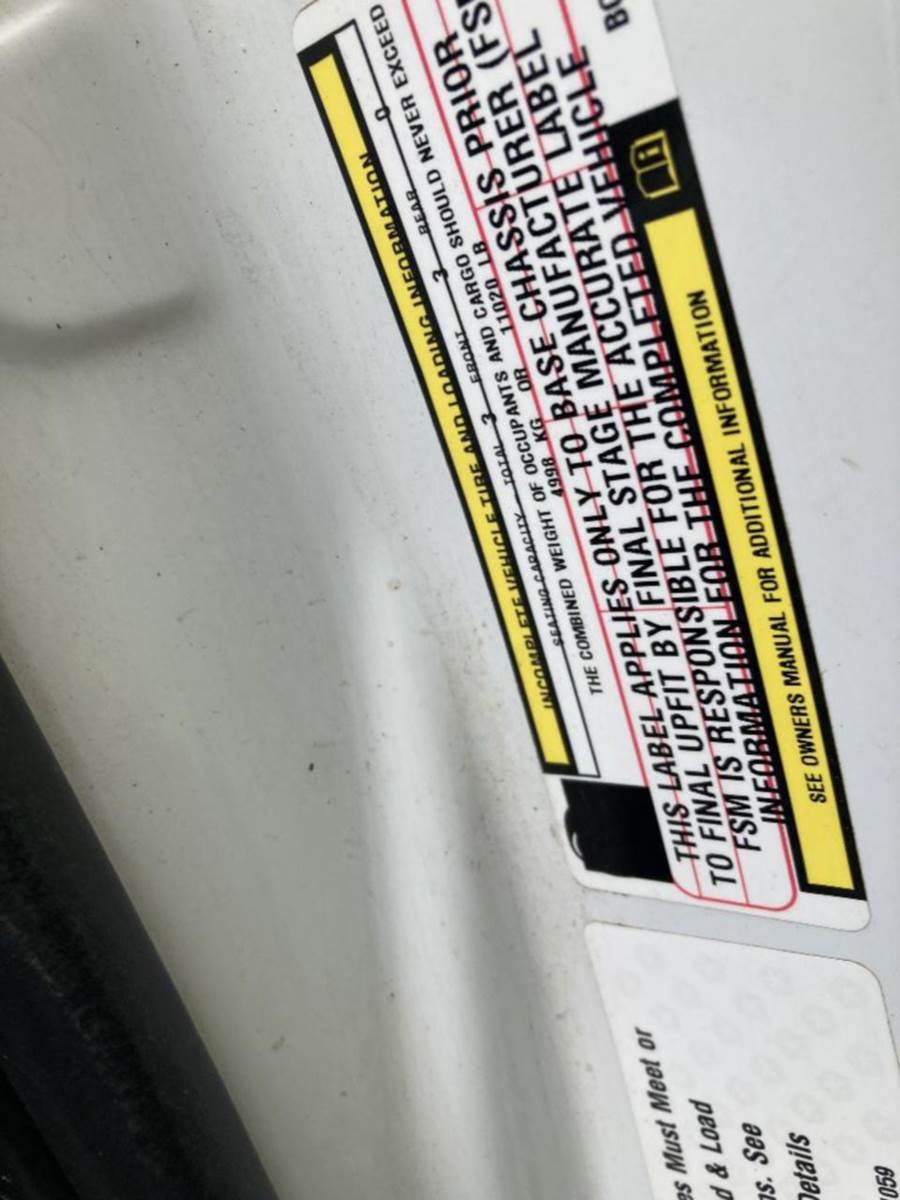 INCOMPLETE VEHICLE TIRE AND LOADING INFORMATION
SEATING CAPACITY TOTAL 3 FRONT 3 REAR 0
THE COMBINED WEIGHT OF OCCUPANTS AND CARGO SHOULD NEVER EXCEED
4998 KG OR 11020 LB
THIS LABEL APPLIES ONLY TO BASE CHASSIS PRIOR
TO FINAL UPFIT BY FINAL STAGE MANUFACTURER (FS
FSM IS RESPONSIBLE FOR THE ACCURATE LABEL
INFORMATION FOR THE COMPLETED VEHICLE
BC
SEE OWNERS MANUAL FOR ADDITIONAL INFORMATION
es Must Meet or
d & Load
s. See
Details
059